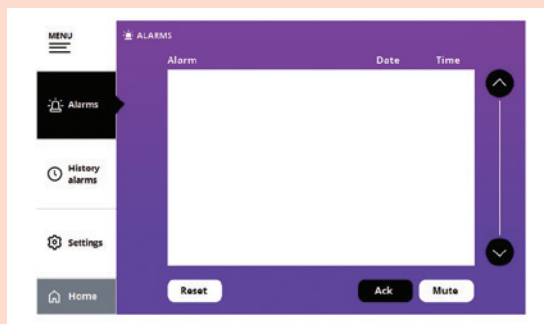 MENU
ALARMS
Alarm Date Time
Alarms
History
alarms
Settings
Home
Reset Ack Mute